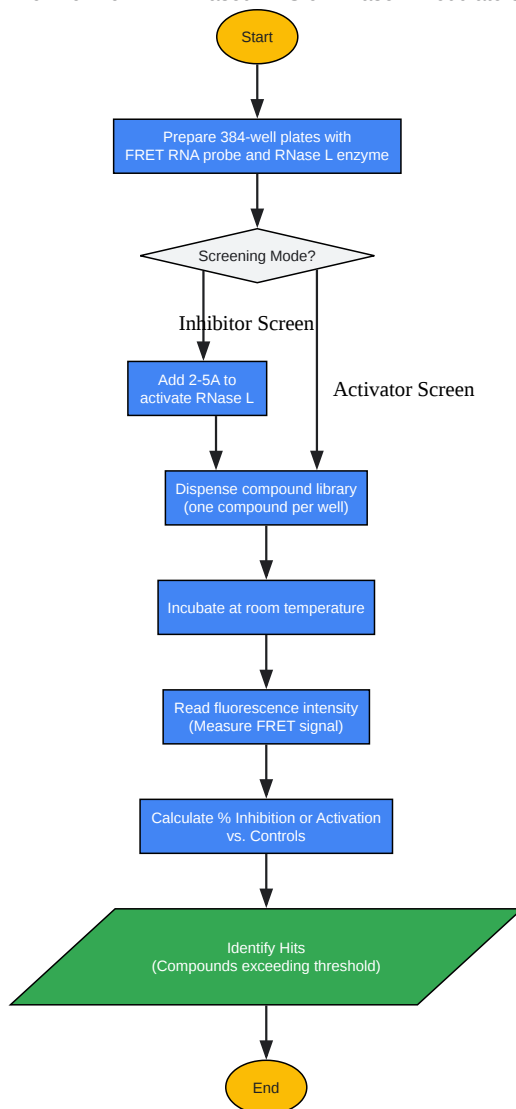 Start
Prepare 384-well plates with
FRET RNA probe and RNase L enzyme
Screening Mode?
Inhibitor Screen
Add 2-5A to
activate RNase L
Activator Screen
Dispense compound library
(one compound per well)
Incubate at room temperature
Read fluorescence intensity
(Measure FRET signal)
Calculate % Inhibition or Activation
vs. Controls
Identify Hits
(Compounds exceeding threshold)
End